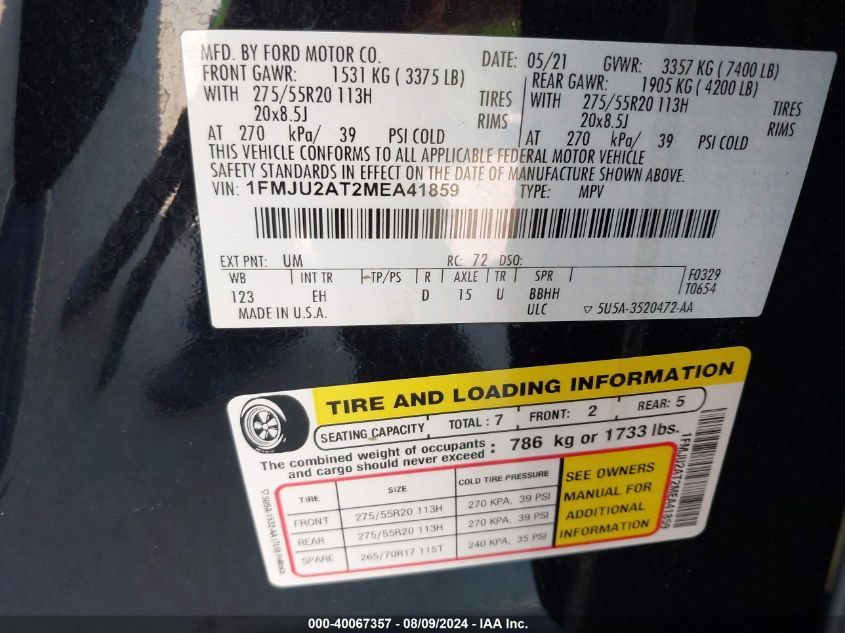 MFD. BY FORD MOTOR CO. DATE: 05/21 GVWR: 3357 KG ( 7400 LB)
FRONT GAWR: 1531 KG ( 3375 LB) REAR GAWR: 1905 KG ( 4200 LB)
WITH 275/55R20 113H TIRES WITH 275/55R20 113H TIRES
20x8.5J RIMS 20x8.5J RIMS
AT 270 kPa/ 39 PSI COLD AT 270 kPa/ 39 PSI COLD
THIS VEHICLE CONFORMS TO ALL APPLICABLE FEDERAL MOTOR VEHICLE
SAFETY STANDARDS IN EFFECT ON THE DATE OF MANUFACTURE SHOWN ABOVE.
VIN: 1FMJU2AT2MEA41859 TYPE: MPV
EXT PNT: UM RC: 72 DSO:
WB INT TR TP/PS R AXLE TR SPR F0329
123 EH D 15 U BBHH T0654
MADE IN U.S.A. ULC ▽ 5U5A-3520472-AA
TIRE AND LOADING INFORMATION
SEATING CAPACITY TOTAL : 7 FRONT: 2 REAR: 5
The combined weight of occupants
and cargo should never exceed : 786 kg or 1733 lbs.
TIRE SIZE COLD TIRE PRESSURE
FRONT 275/55R20 113H 270 KPA, 39 PSI
REAR 275/55R20 113H 270 KPA, 39 PSI
SPARE 265/70R17 115T 240 KPA, 35 PSI
SEE OWNERS
MANUAL FOR
ADDITIONAL
INFORMATION
1FMJU2AT2MEA41859
000-40067357 - 08/09/2024 - IAA Inc.